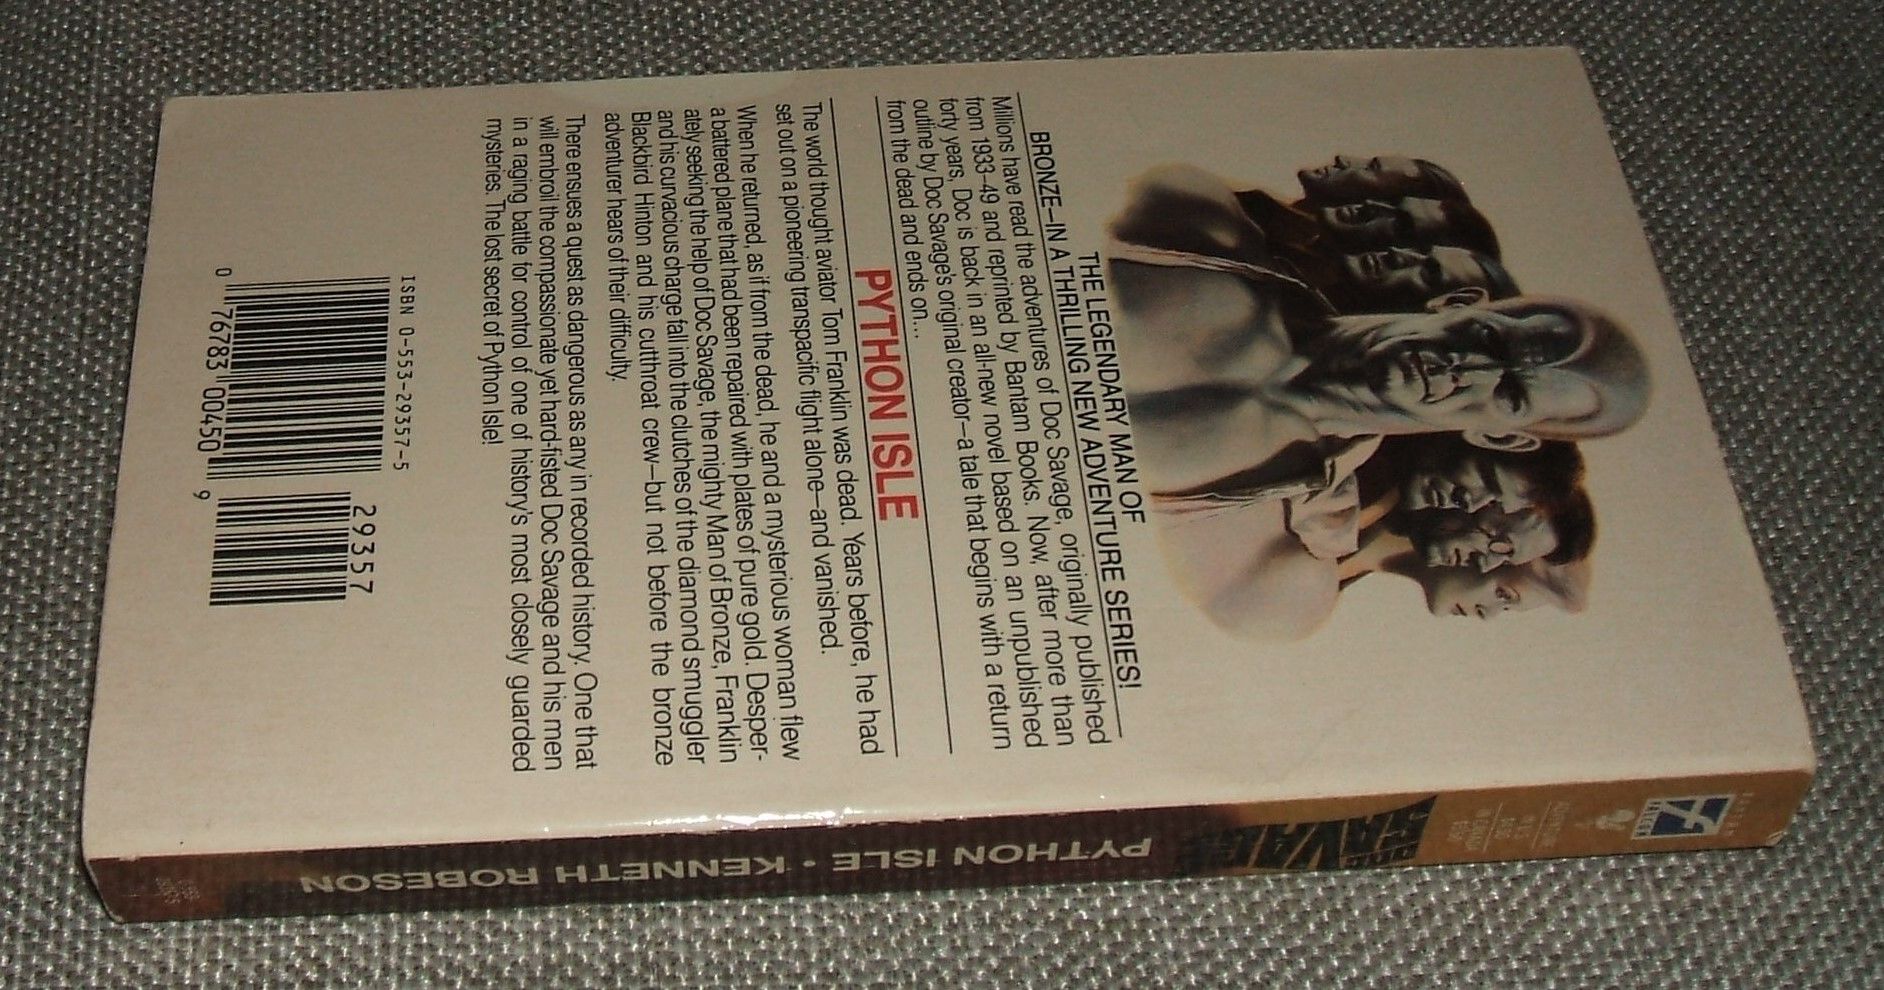 THE LEGENDARY MAN OF
BRONZE—IN A THRILLING NEW ADVENTURE SERIES!
Millions have read the adventures of Doc Savage, originally published
from 1933–49 and reprinted by Bantam Books. Now, after more than
forty years, Doc is back in an all-new novel based on an unpublished
outline by Doc Savage's original creator—a tale that begins with a return
from the dead and ends on...
PYTHON ISLE
The world thought aviator Tom Franklin was dead. Years before, he had
set out on a pioneering transpacific flight alone—and vanished.
When he returned, as if from the dead, he and a mysterious woman flew
a battered plane that had been repaired with plates of pure gold. Desper-
ately seeking the help of Doc Savage, the mighty Man of Bronze, Franklin
and his curvacious charge fall into the clutches of the diamond smuggler
Blackbird Hinton and his cutthroat crew—but not before the bronze
adventurer hears of their difficulty.
There ensues a quest as dangerous as any in recorded history. One that
will embroil the compassionate yet hard-fisted Doc Savage and his men
in a raging battle for control of one of history's most closely guarded
mysteries. The lost secret of Python Isle!
ISBN 0-553-29357-5
29357
0 76783 00450 9
FALCON
DOC
SAVAGE
PYTHON ISLE • KENNETH ROBESON